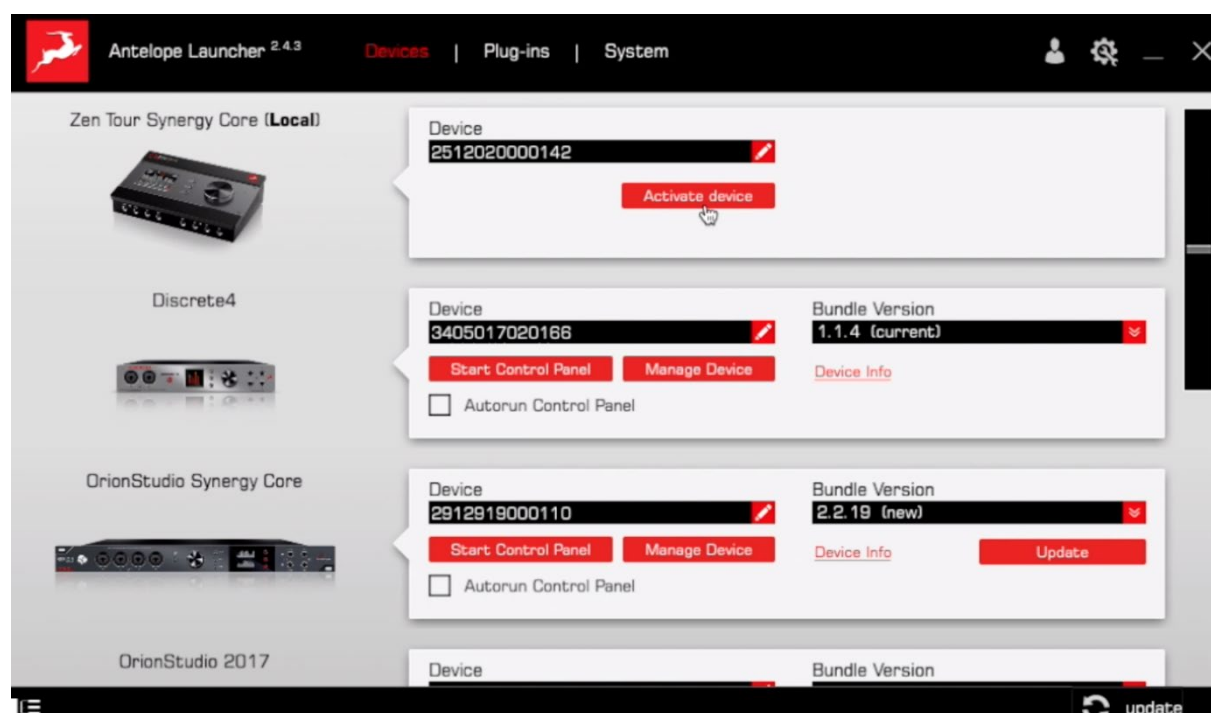 Antelope Launcher 2.4.3 Devices | Plug-ins | System
Zen Tour Synergy Core (Local)
Device
2512020000142
Activate device
Discrete4
Device
3405017020166
Start Control Panel Manage Device
Autorun Control Panel
Bundle Version
1.1.4 (current)
Device Info
OrionStudio Synergy Core
Device
2912919000110
Start Control Panel Manage Device
Autorun Control Panel
Bundle Version
2.2.19 (new)
Device Info Update
OrionStudio 2017
Device
Bundle Version
update